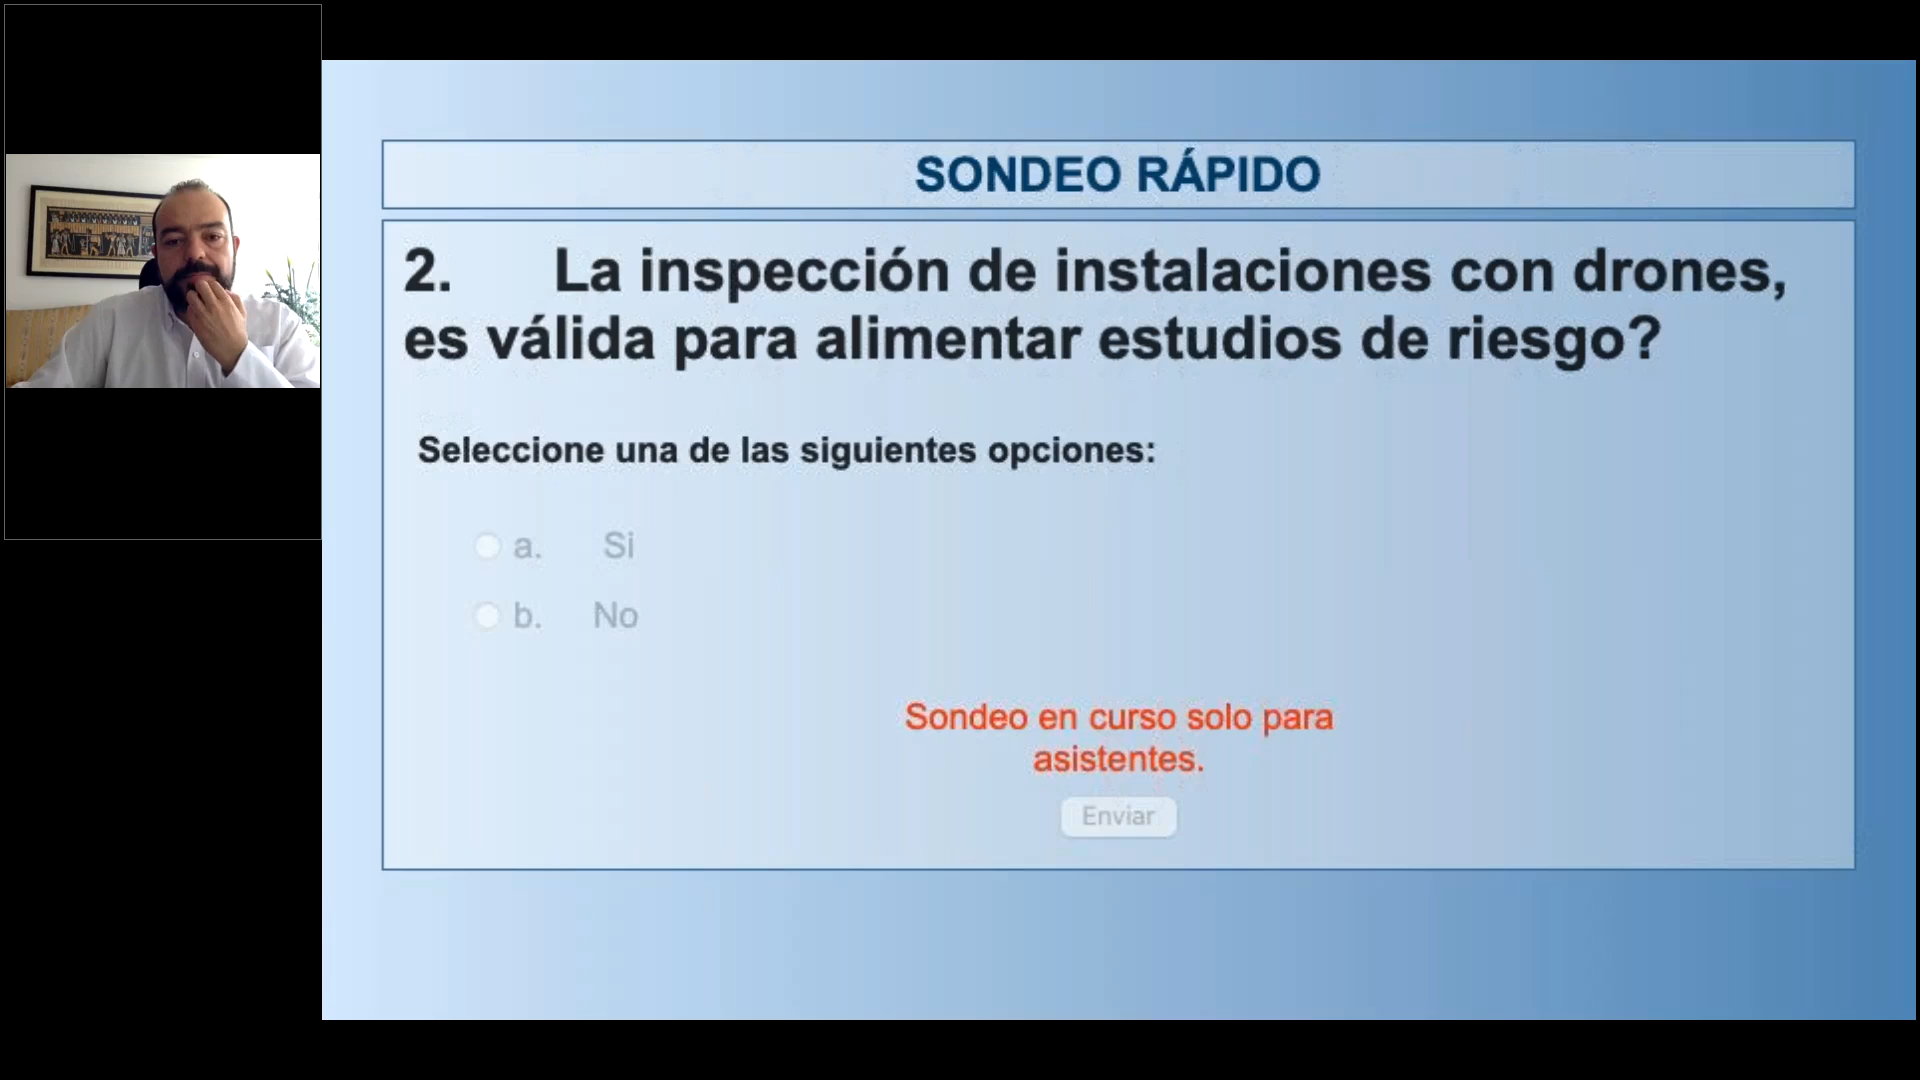 SONDEO RÁPIDO
2. La inspección de instalaciones con drones,
es válida para alimentar estudios de riesgo?
Seleccione una de las siguientes opciones:
a. Si
b. No
Sondeo en curso solo para
asistentes.
Enviar